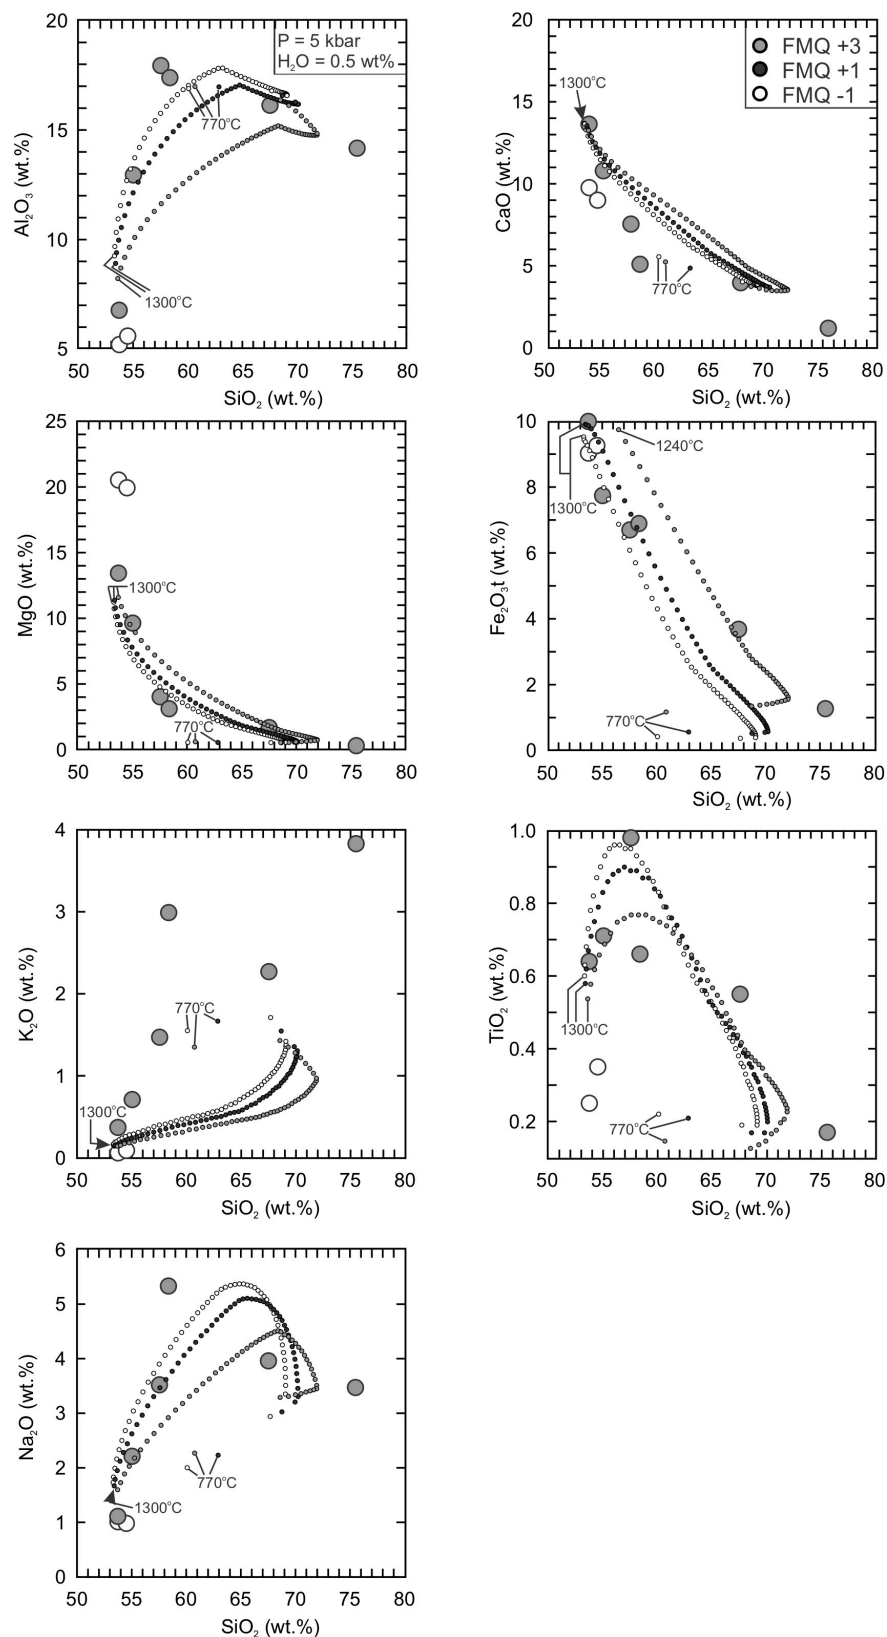 20
15
10
5
Al₂O₃ (wt.%)
P = 5 kbar
H₂O = 0.5 wt%
770°C
1300°C
50 55 60 65 70 75 80
SiO₂ (wt.%)
20
15
10
5
0
CaO (wt.%)
1300°C
FMQ +3
FMQ +1
FMQ -1
770°C
50 55 60 65 70 75 80
SiO₂ (wt.%)
25
20
15
10
5
0
MgO (wt.%)
1300°C
770°C
50 55 60 65 70 75 80
SiO₂ (wt.%)
10
8
6
4
2
0
Fe₂O₃t (wt.%)
1240°C
1300°C
770°C
50 55 60 65 70 75 80
SiO₂ (wt.%)
4
3
2
1
0
K₂O (wt.%)
770°C
1300°C
50 55 60 65 70 75 80
SiO₂ (wt.%)
1.0
0.8
0.6
0.4
0.2
TiO₂ (wt.%)
1300°C
770°C
50 55 60 65 70 75 80
SiO₂ (wt.%)
6
5
4
3
2
1
0
Na₂O (wt.%)
770°C
1300°C
50 55 60 65 70 75 80
SiO₂ (wt.%)